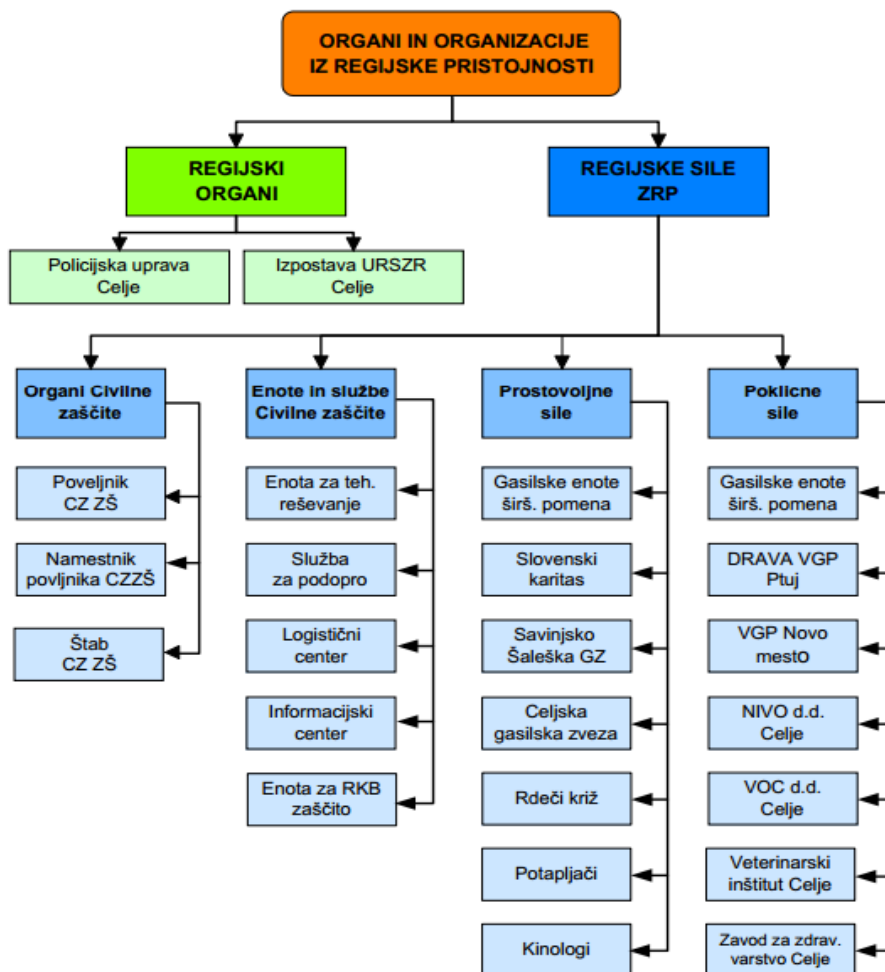 ORGANI IN ORGANIZACIJE
IZ REGIJSKE PRISTOJNOSTI
REGIJSKI
ORGANI
REGIJSKE SILE
ZRP
Policijska uprava
Celje
Izpostava URSZR
Celje
Organi Civilne
zaščite
Poveljnik
CZ ZŠ
Namestnik
povljnika CZZŠ
Štab
CZ ZŠ
Enote in službe
Civilne zaščite
Enota za teh.
reševanje
Služba
za podopro
Logistični
center
Informacijski
center
Enota za RKB
zaščito
Prostovoljne
sile
Gasilske enote
širš. pomena
Slovenski
karitas
Savinjsko
Šaleška GZ
Celjska
gasilska zveza
Rdeči križ
Potapljači
Kinologi
Poklicne
sile
Gasilske enote
širš. pomena
DRAVA VGP
Ptuj
VGP Novo
mesto
NIVO d.d.
Celje
VOC d.d.
Celje
Veterinarski
inštitut Celje
Zavod za zdrav.
varstvo Celje